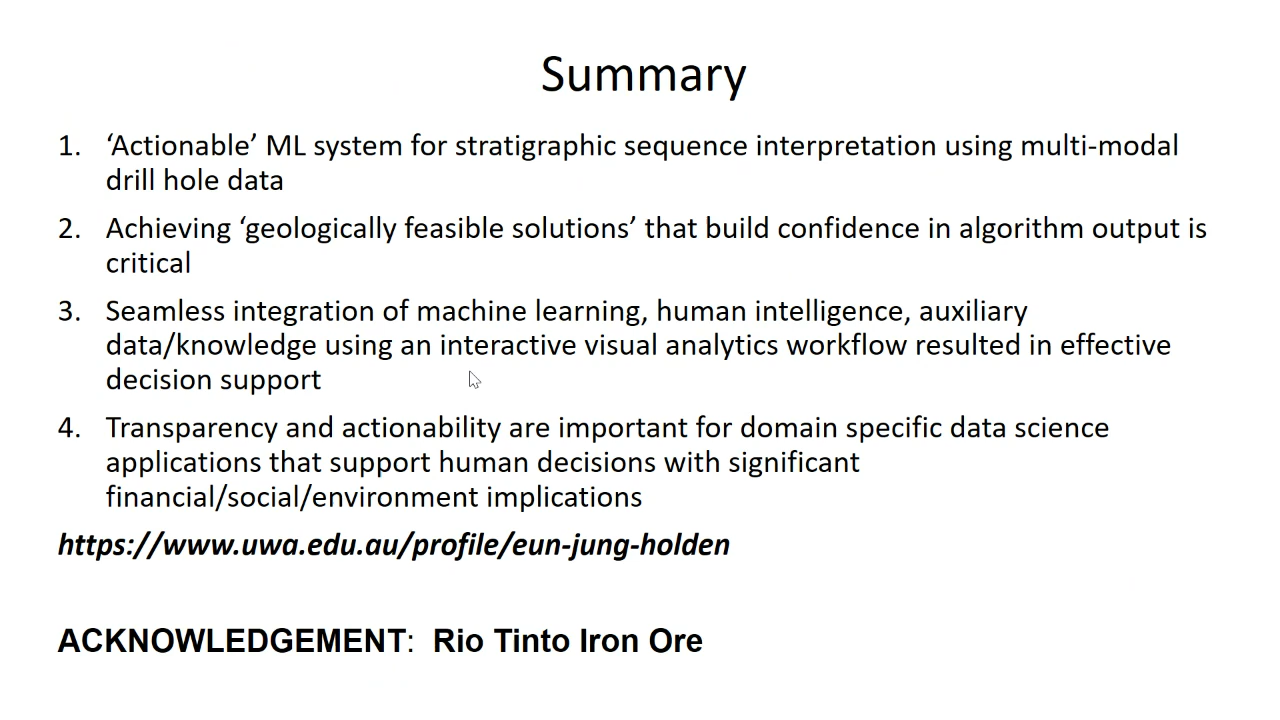 Summary
1. ‘Actionable’ ML system for stratigraphic sequence interpretation using multi-modal
drill hole data
2. Achieving ‘geologically feasible solutions’ that build confidence in algorithm output is
critical
3. Seamless integration of machine learning, human intelligence, auxiliary
data/knowledge using an interactive visual analytics workflow resulted in effective
decision support
4. Transparency and actionability are important for domain specific data science
applications that support human decisions with significant
financial/social/environment implications
https://www.uwa.edu.au/profile/eun-jung-holden
ACKNOWLEDGEMENT: Rio Tinto Iron Ore